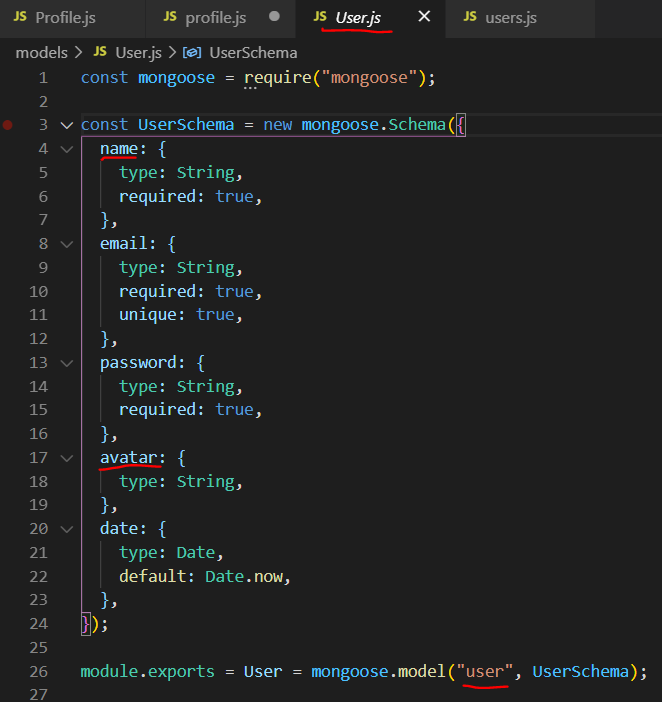 JS Profile.js JS profile.js JS User.js JS users.js
models > JS User.js > UserSchema
1 const mongoose = require("mongoose");
2
3 const UserSchema = new mongoose.Schema({
4 name: {
5 type: String,
6 required: true,
7 },
8 email: {
9 type: String,
10 required: true,
11 unique: true,
12 },
13 password: {
14 type: String,
15 required: true,
16 },
17 avatar: {
18 type: String,
19 },
20 date: {
21 type: Date,
22 default: Date.now,
23 },
24 });
25
26 module.exports = User = mongoose.model("user", UserSchema);
27